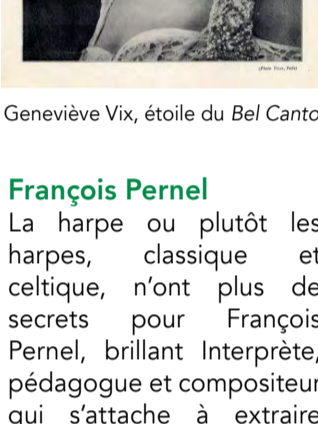 Geneviève Vix, étoile du Bel Canto
François Pernel
La harpe ou plutôt les
harpes, classique et
celtique, n'ont plus de
secrets pour François
Pernel, brillant Interprète,
pédagogue et compositeur
qui s'attache à extraire